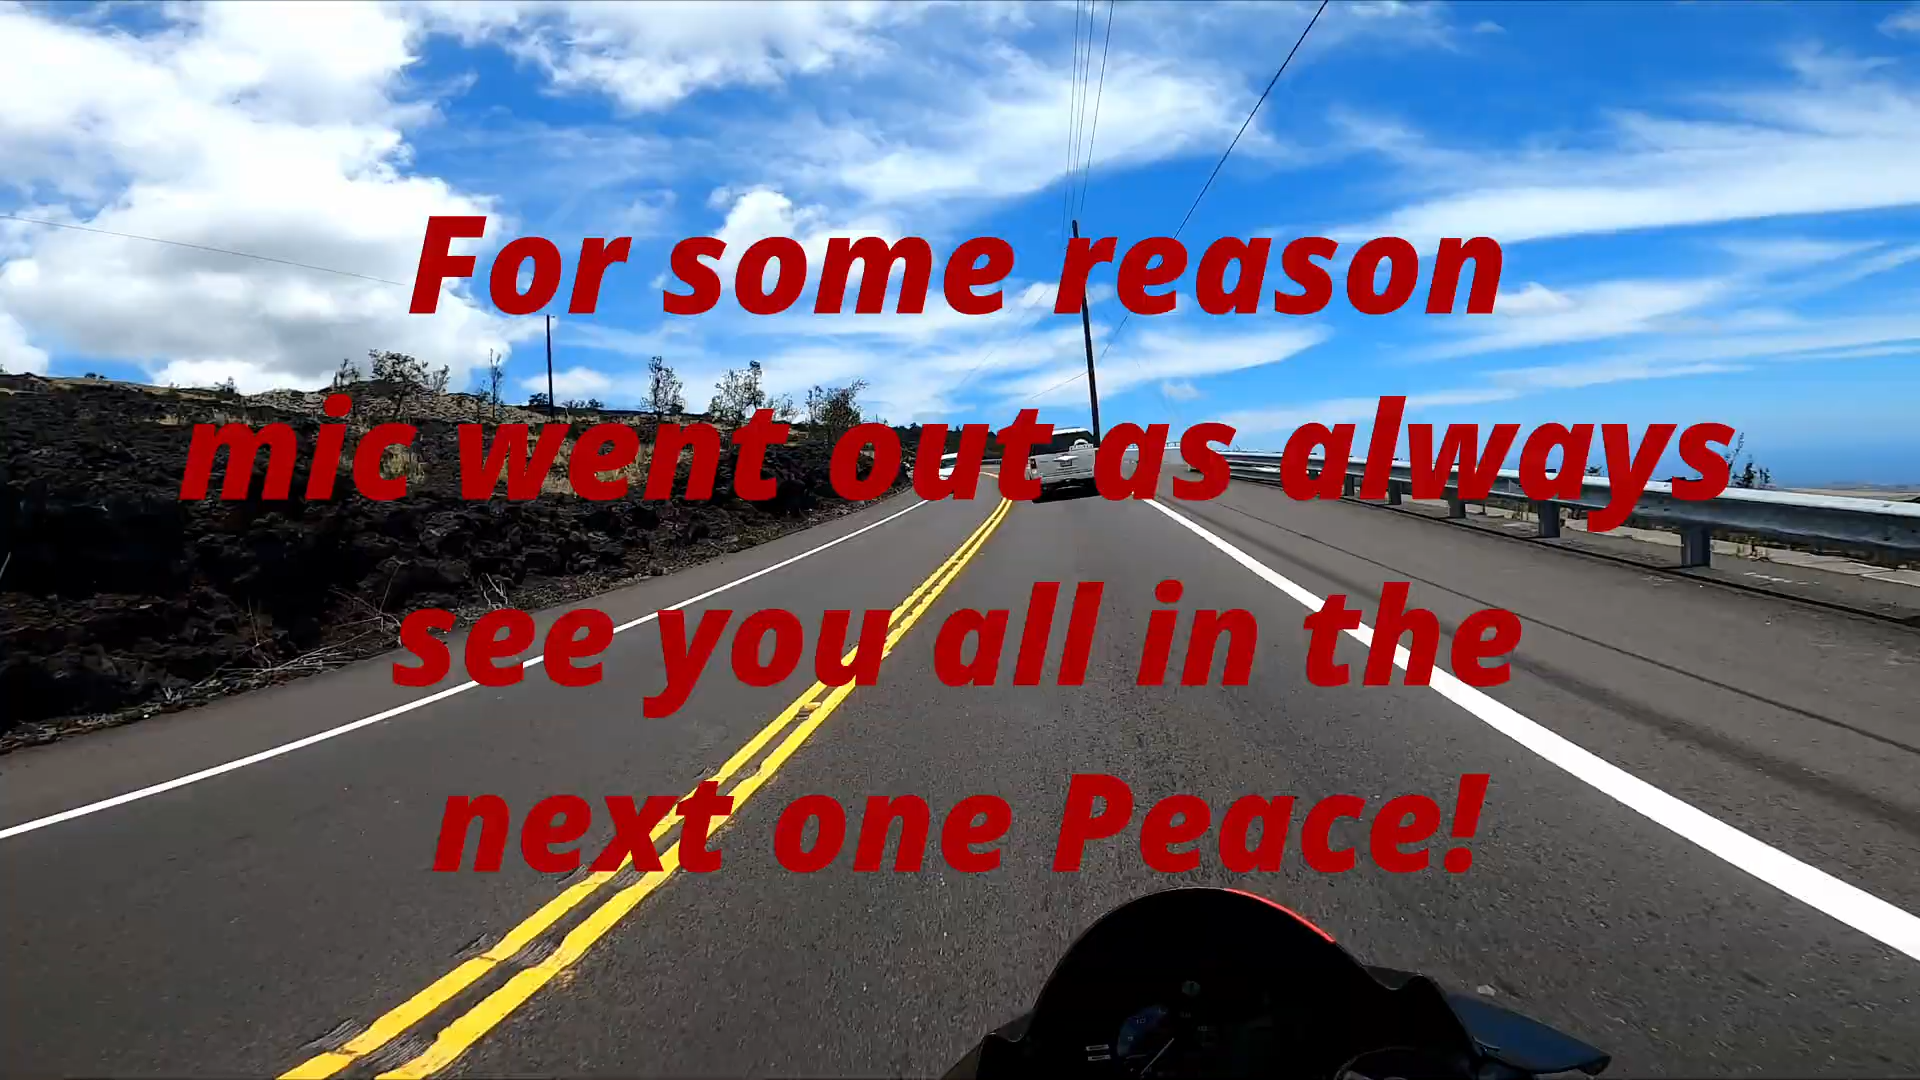 For some reason
mic went out as always
see you all in the
next one Peace!